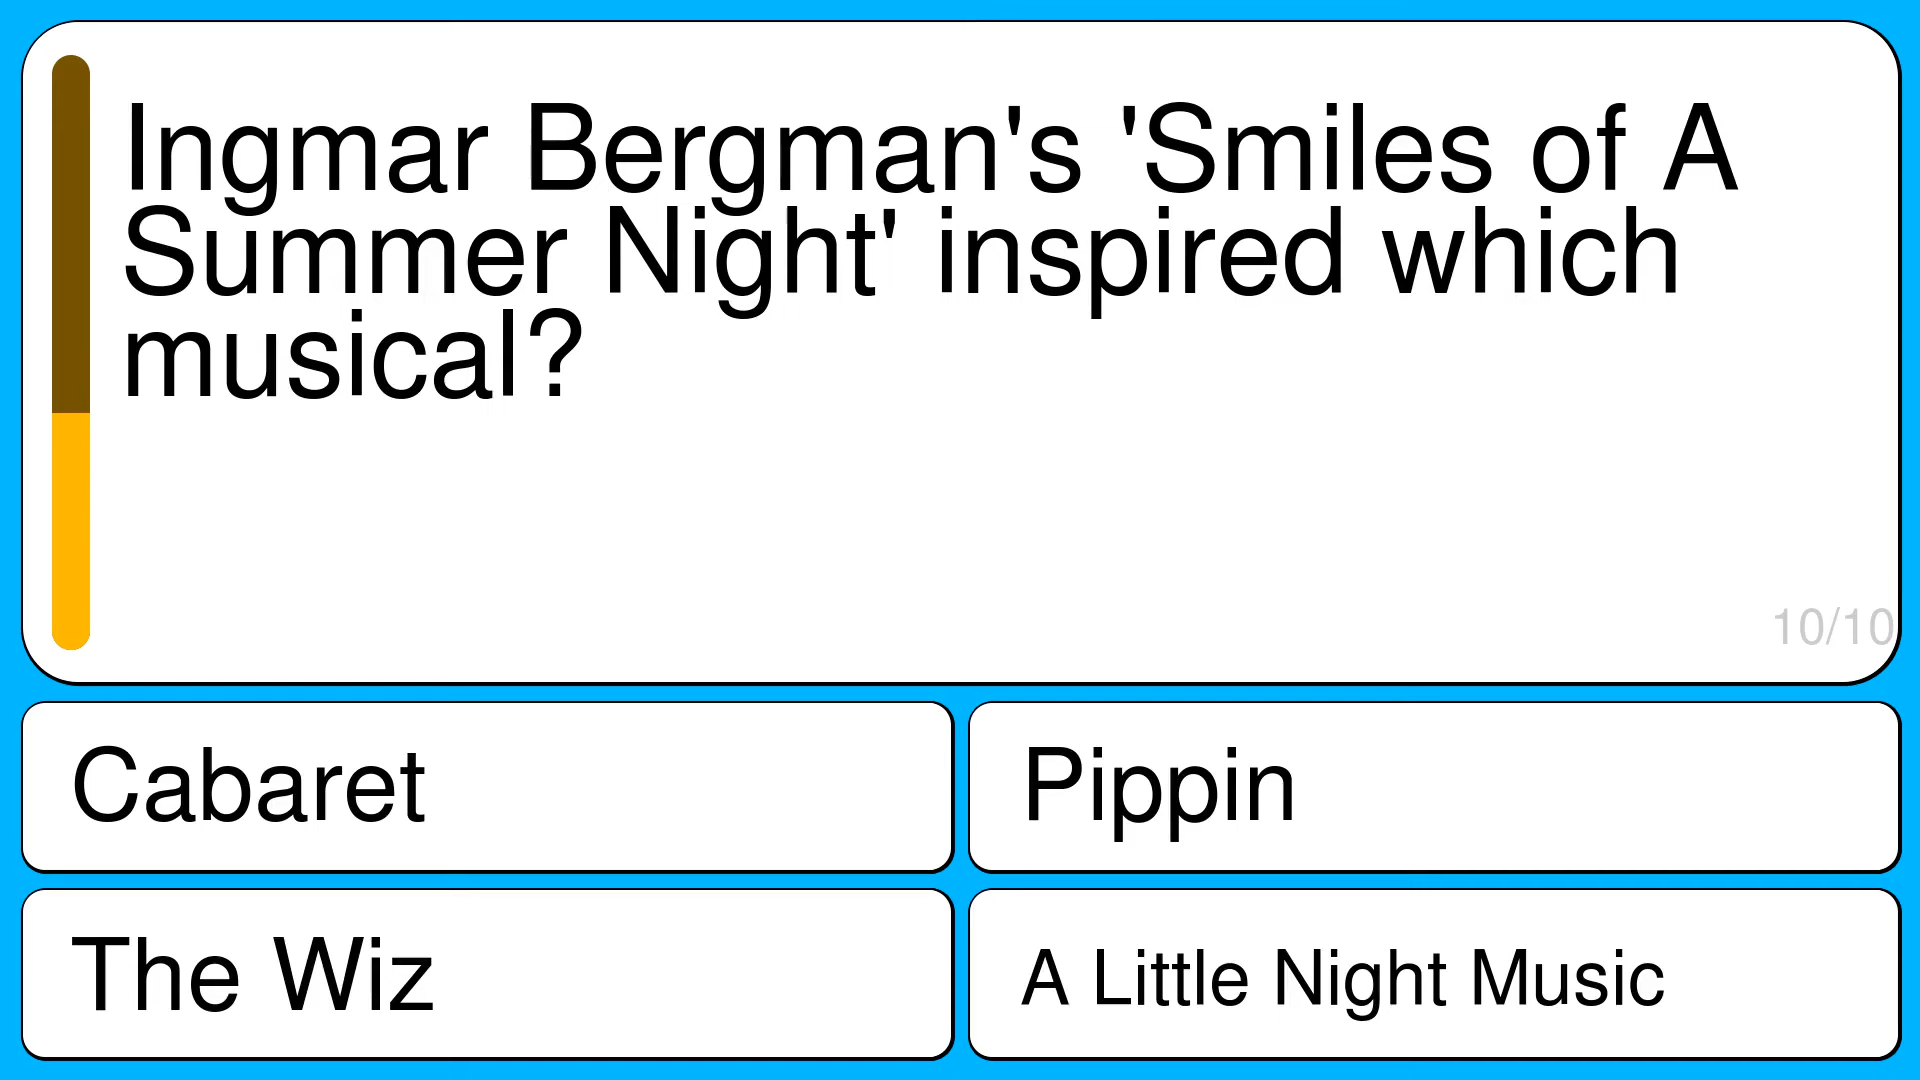 Ingmar Bergman's 'Smiles of A
Summer Night' inspired which
musical?
10/10
Cabaret
Pippin
The Wiz
A Little Night Music